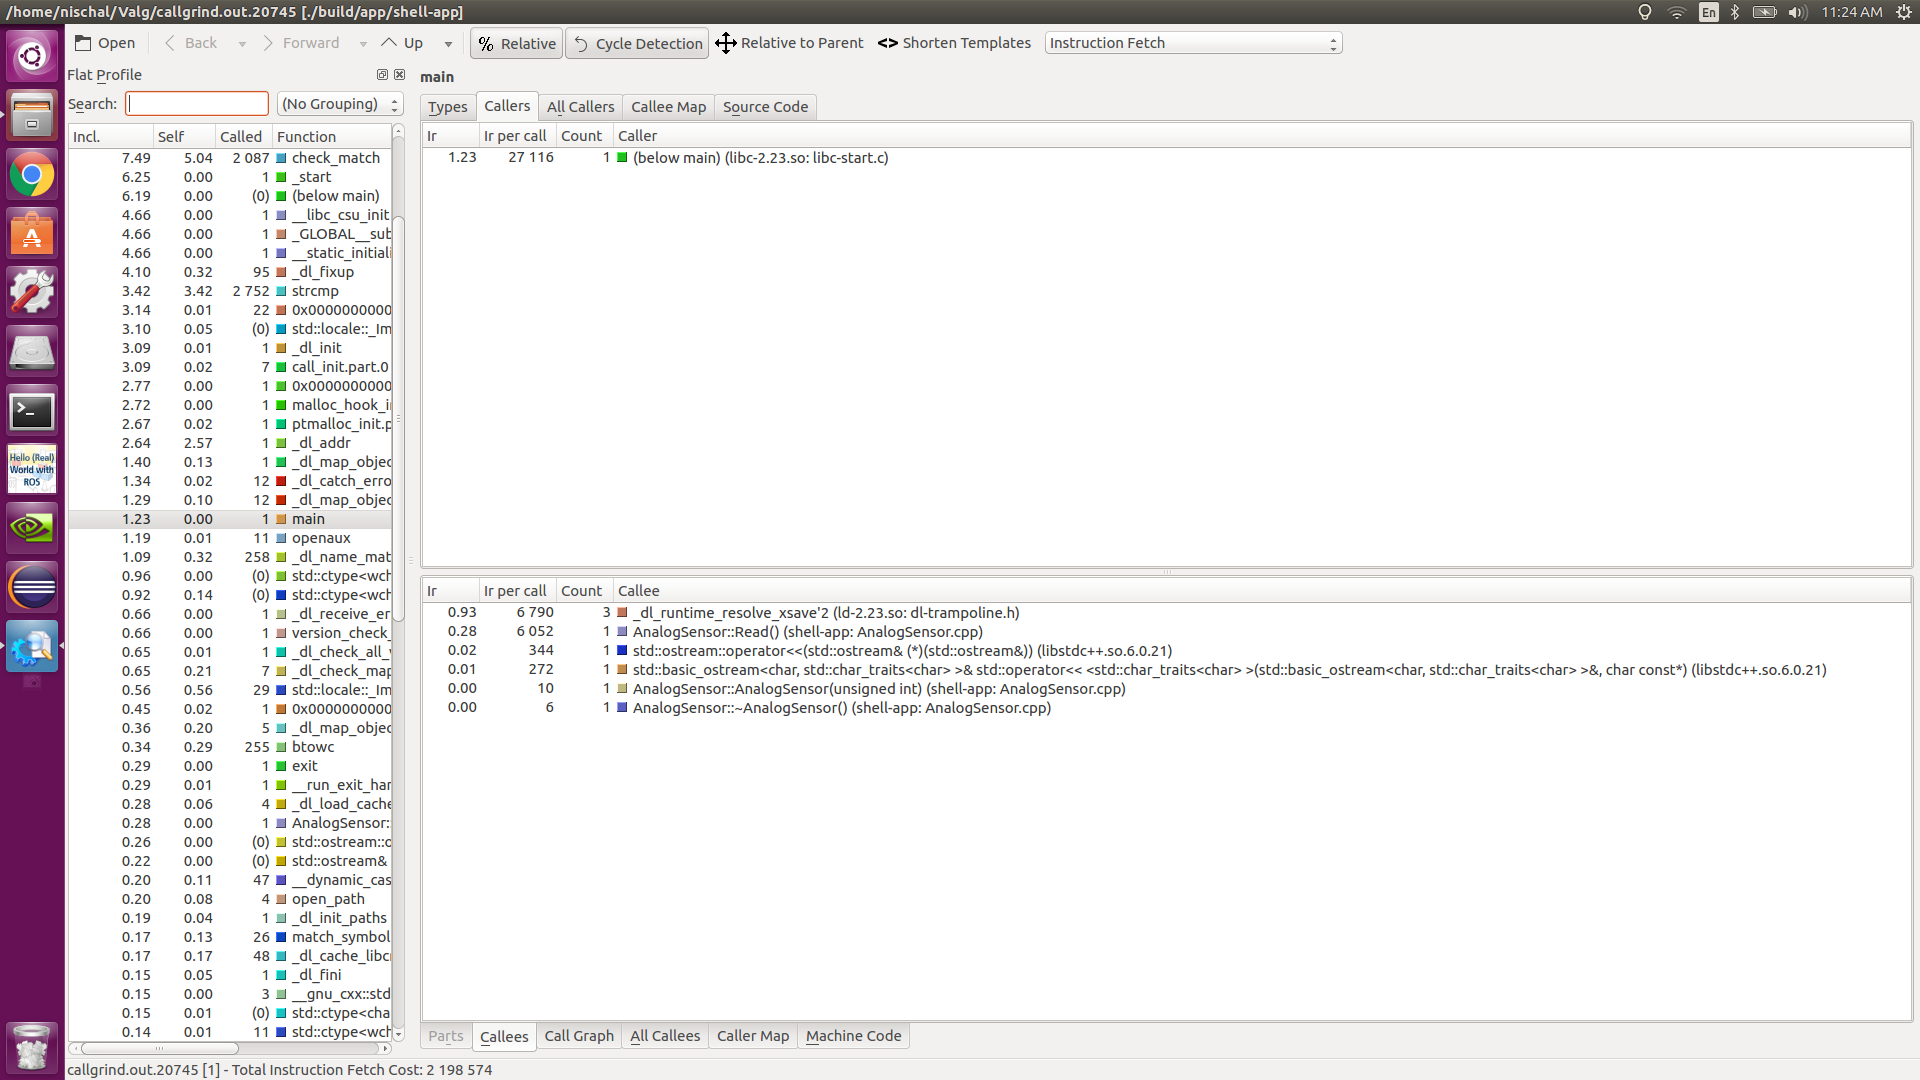 /home/nischal/Valg/callgrind.out.20745 [./build/app/shell-app]
En 11:24 AM
Open Back Forward Up % Relative Cycle Detection Relative to Parent <> Shorten Templates Instruction Fetch
Flat Profile
Search: (No Grouping)
Incl. Self Called Function
7.49 5.04 2 087 check_match
6.25 0.00 1 _start
6.19 0.00 (0) (below main)
4.66 0.00 1 __libc_csu_init
4.66 0.00 1 _GLOBAL__sub
4.66 0.00 1 __static_initiali
4.10 0.32 95 _dl_fixup
3.42 3.42 2 752 strcmp
3.14 0.01 22 0x0000000000
3.10 0.05 (0) std::locale::_Im
3.09 0.01 1 _dl_init
3.09 0.02 7 call_init.part.0
2.77 0.00 1 0x0000000000
2.72 0.00 1 malloc_hook_i
2.67 0.02 1 ptmalloc_init.p
2.64 2.57 1 _dl_addr
1.40 0.13 1 _dl_map_objec
1.34 0.02 12 _dl_catch_erro
1.29 0.10 12 _dl_map_objec
1.23 0.00 1 main
1.19 0.01 11 openaux
1.09 0.32 258 _dl_name_mat
0.96 0.00 (0) std::ctype<wch
0.92 0.14 (0) std::ctype<wch
0.66 0.00 1 _dl_receive_er
0.66 0.00 1 version_check_
0.65 0.01 1 _dl_check_all_
0.65 0.21 7 _dl_check_map
0.56 0.56 29 std::locale::_Im
0.45 0.02 1 0x0000000000
0.36 0.20 5 _dl_map_objec
0.34 0.29 255 btowc
0.29 0.00 1 exit
0.29 0.01 1 __run_exit_har
0.28 0.06 4 _dl_load_cache
0.28 0.00 1 AnalogSensor:
0.26 0.00 (0) std::ostream::o
0.22 0.00 (0) std::ostream&
0.20 0.11 47 __dynamic_cas
0.20 0.08 4 open_path
0.19 0.04 1 _dl_init_paths
0.17 0.13 26 match_symbol
0.17 0.17 48 _dl_cache_libc
0.15 0.05 1 _dl_fini
0.15 0.00 3 __gnu_cxx::std
0.15 0.01 (0) std::ctype<cha
0.14 0.01 11 std::ctype<wch
main
Types Callers All Callers Callee Map Source Code
Ir Ir per call Count Caller
1.23 27 116 1 (below main) (libc-2.23.so: libc-start.c)
Ir Ir per call Count Callee
0.93 6 790 3 _dl_runtime_resolve_xsave'2 (ld-2.23.so: dl-trampoline.h)
0.28 6 052 1 AnalogSensor::Read() (shell-app: AnalogSensor.cpp)
0.02 344 1 std::ostream::operator<<(std::ostream& (*)(std::ostream&)) (libstdc++.so.6.0.21)
0.01 272 1 std::basic_ostream<char, std::char_traits<char> >& std::operator<< <std::char_traits<char> >(std::basic_ostream<char, std::char_traits<char> >&, char const*) (libstdc++.so.6.0.21)
0.00 10 1 AnalogSensor::AnalogSensor(unsigned int) (shell-app: AnalogSensor.cpp)
0.00 6 1 AnalogSensor::~AnalogSensor() (shell-app: AnalogSensor.cpp)
Parts Callees Call Graph All Callees Caller Map Machine Code
callgrind.out.20745 [1] - Total Instruction Fetch Cost: 2 198 574
Hello (Real)
World with
ROS